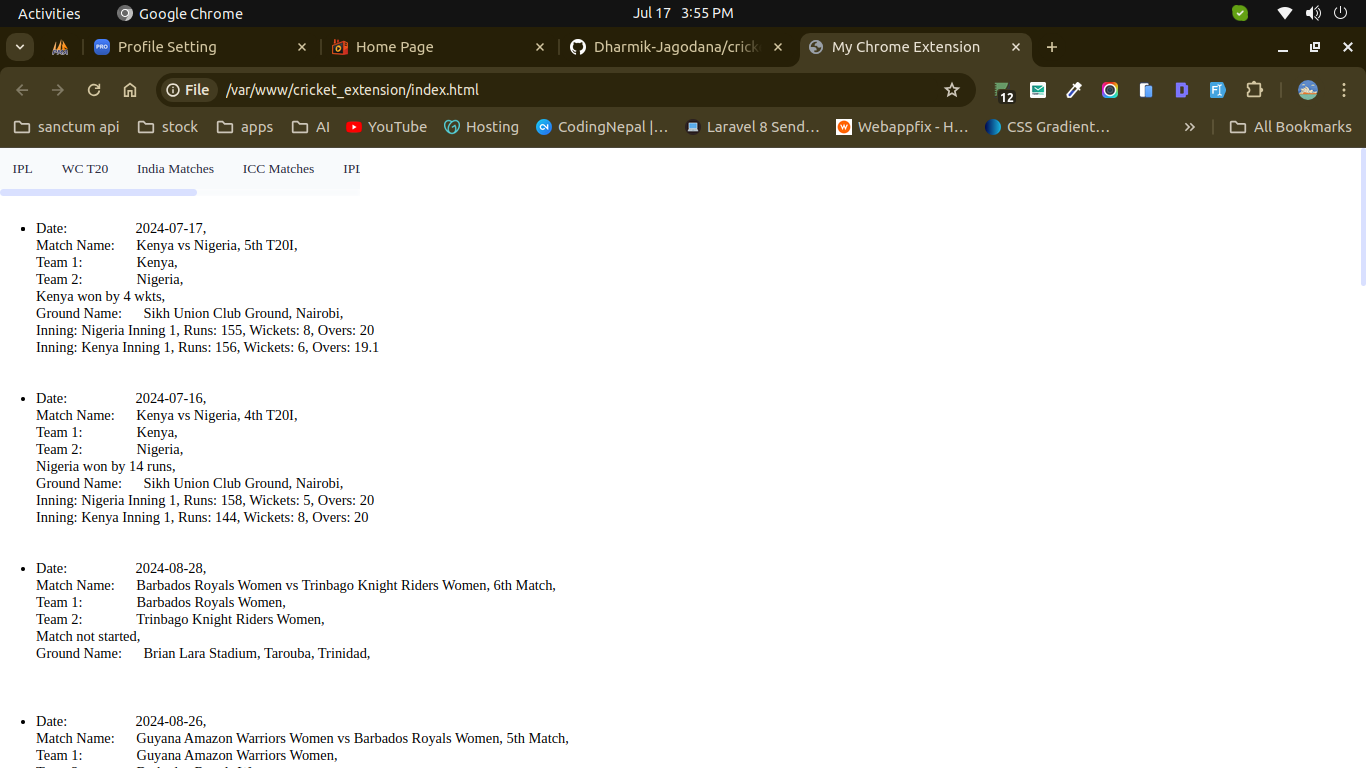 Activities Google Chrome Jul 17 3:55 PM
Profile Setting Home Page Dharmik-Jagodana/crick My Chrome Extension
File /var/www/cricket_extension/index.html 12
sanctum api stock apps AI YouTube Hosting CodingNepal |… Laravel 8 Send… Webappfix - H… CSS Gradient… » All Bookmarks
IPL WC T20 India Matches ICC Matches IPL
• Date: 2024-07-17,
Match Name: Kenya vs Nigeria, 5th T20I,
Team 1: Kenya,
Team 2: Nigeria,
Kenya won by 4 wkts,
Ground Name: Sikh Union Club Ground, Nairobi,
Inning: Nigeria Inning 1, Runs: 155, Wickets: 8, Overs: 20
Inning: Kenya Inning 1, Runs: 156, Wickets: 6, Overs: 19.1
• Date: 2024-07-16,
Match Name: Kenya vs Nigeria, 4th T20I,
Team 1: Kenya,
Team 2: Nigeria,
Nigeria won by 14 runs,
Ground Name: Sikh Union Club Ground, Nairobi,
Inning: Nigeria Inning 1, Runs: 158, Wickets: 5, Overs: 20
Inning: Kenya Inning 1, Runs: 144, Wickets: 8, Overs: 20
• Date: 2024-08-28,
Match Name: Barbados Royals Women vs Trinbago Knight Riders Women, 6th Match,
Team 1: Barbados Royals Women,
Team 2: Trinbago Knight Riders Women,
Match not started,
Ground Name: Brian Lara Stadium, Tarouba, Trinidad,
• Date: 2024-08-26,
Match Name: Guyana Amazon Warriors Women vs Barbados Royals Women, 5th Match,
Team 1: Guyana Amazon Warriors Women,